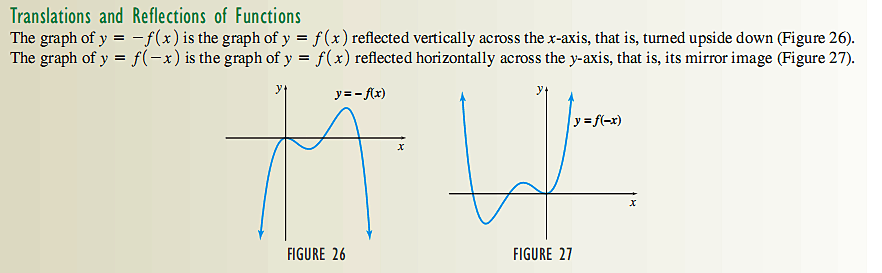 Translations and Reflections of Functions
The graph of y = −f(x) is the graph of y = f(x) reflected vertically across the x-axis, that is, turned upside down (Figure 26).
The graph of y = f(−x) is the graph of y = f(x) reflected horizontally across the y-axis, that is, its mirror image (Figure 27).
y
y = – f(x)
x
y
y = f(–x)
x
FIGURE 26
FIGURE 27